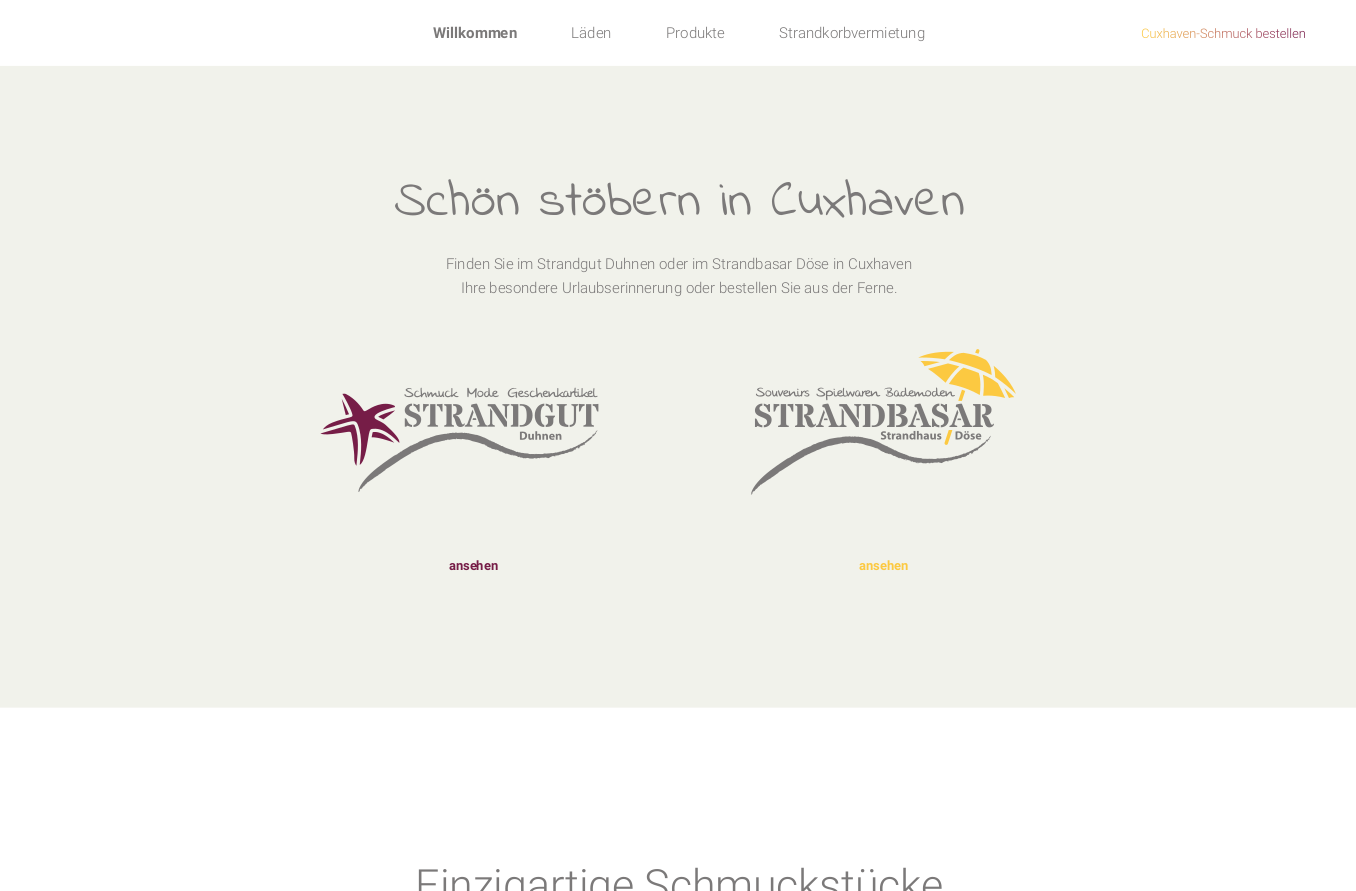 Willkommen
Läden
Produkte
Strandkorbvermietung
Cuxhaven-Schmuck bestellen
Schön stöbern in Cuxhaven
Finden Sie im Strandgut Duhnen oder im Strandbasar Döse in Cuxhaven
Ihre besondere Urlaubserinnerung oder bestellen Sie aus der Ferne.
Schmuck Mode Geschenkartikel
STRANDGUT
Duhnen
Souvenirs Spielwaren Bademoden
STRANDBASAR
Strandhaus / Döse
ansehen
ansehen
Einzigartige Schmuckstücke